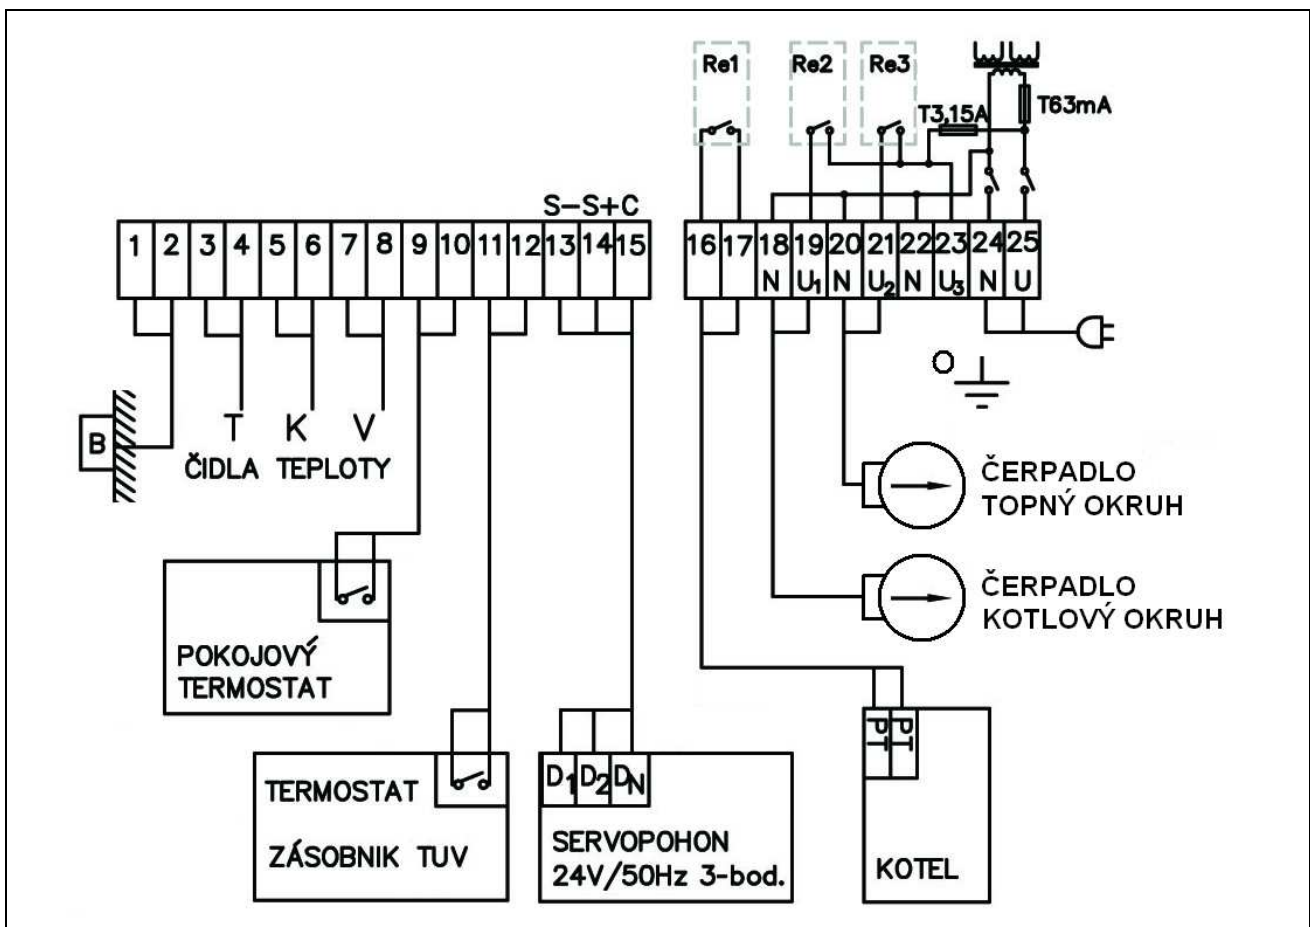 Re1 Re2 Re3
T3,15A T63mA
S- S+ C
1 2 3 4 5 6 7 8 9 10 11 12 13 14 15
16 17 18 19 20 21 22 23 24 25
N U1 N U2 N U3 N U
B
T K V
ČIDLA TEPLOTY
O
ČERPADLO
TOPNÝ OKRUH
ČERPADLO
KOTLOVÝ OKRUH
POKOJOVÝ
TERMOSTAT
TERMOSTAT
ZÁSOBNIK TUV
D1 D2 DN
SERVOPOHON
24V/50Hz 3-bod.
PT PT
KOTEL